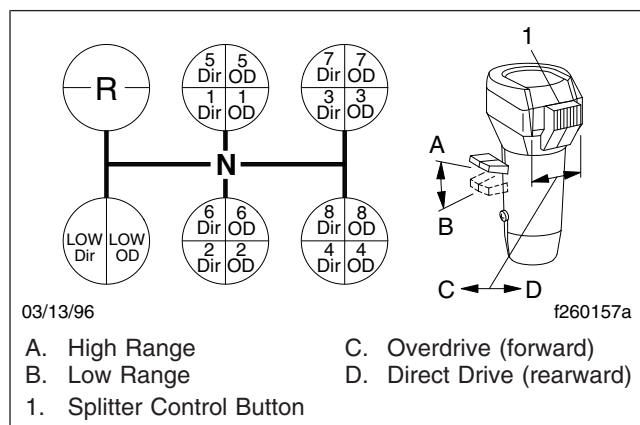 R
5 5
Dir OD
1 1
Dir OD
7 7
Dir OD
3 3
Dir OD
N
LOW LOW
Dir OD
6 6
Dir OD
2 2
Dir OD
8 8
Dir OD
4 4
Dir OD
1
A
B
C D
03/13/96 f260157a
A. High Range
B. Low Range
1. Splitter Control Button
C. Overdrive (forward)
D. Direct Drive (rearward)